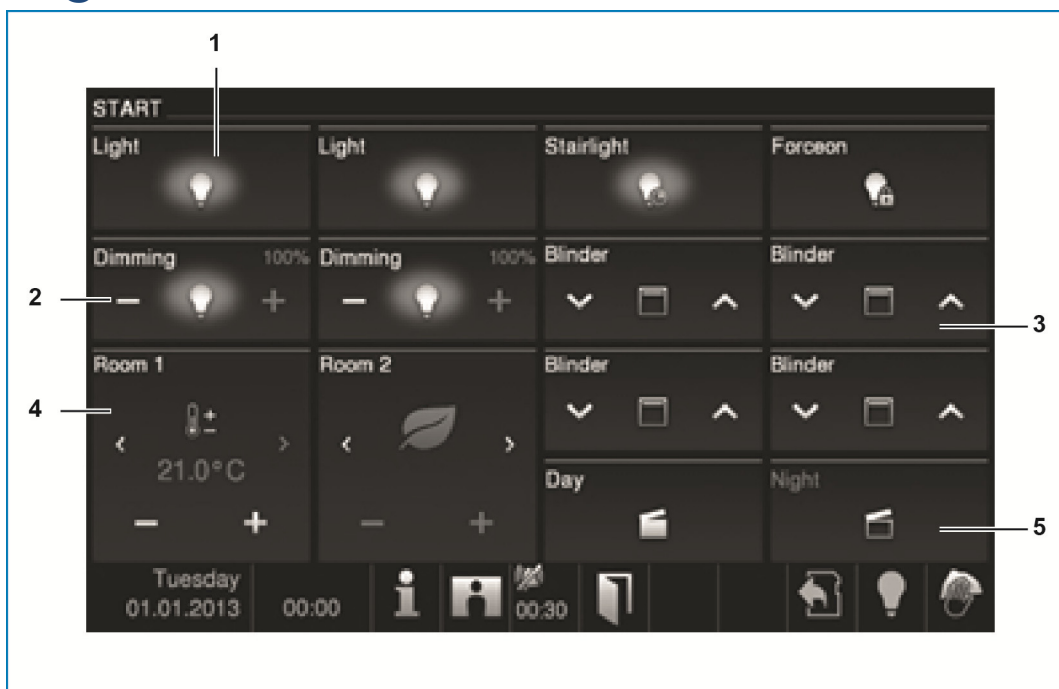 1
START
Light Light Stairlight Forceon
Dimming 100% Dimming 100% Blinder Blinder
2
3
Room 1 Room 2 Blinder Blinder
4
21.0°C
Day Night
5
Tuesday
01.01.2013 00:00 00:30